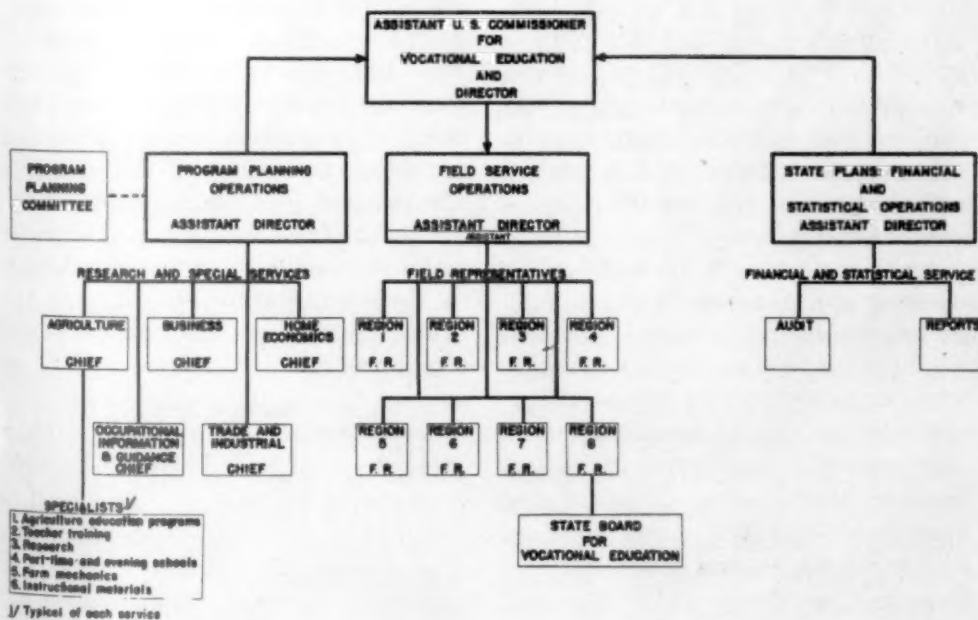 ASSISTANT U. S. COMMISSIONER
FOR
VOCATIONAL EDUCATION
AND
DIRECTOR
PROGRAM
PLANNING
COMMITTEE
PROGRAM PLANNING
OPERATIONS
ASSISTANT DIRECTOR
FIELD SERVICE
OPERATIONS
ASSISTANT DIRECTOR
ASSISTANT
STATE PLANS: FINANCIAL
AND
STATISTICAL OPERATIONS
ASSISTANT DIRECTOR
RESEARCH AND SPECIAL SERVICES
AGRICULTURE
CHIEF
BUSINESS
CHIEF
HOME
ECONOMICS
CHIEF
OCCUPATIONAL
INFORMATION
& GUIDANCE
CHIEF
TRADE AND
INDUSTRIAL
CHIEF
SPECIALISTS 1/
1. Agriculture education programs
2. Teacher training
3. Research
4. Part-time and evening schools
5. Farm mechanics
6. Instructional materials
1/ Typical of each service
FIELD REPRESENTATIVES
REGION
1
F. R.
REGION
2
F. R.
REGION
3
F. R.
REGION
4
F. R.
REGION
5
F. R.
REGION
6
F. R.
REGION
7
F. R.
REGION
8
F. R.
STATE BOARD
FOR
VOCATIONAL EDUCATION
FINANCIAL AND STATISTICAL SERVICE
AUDIT
REPORTS